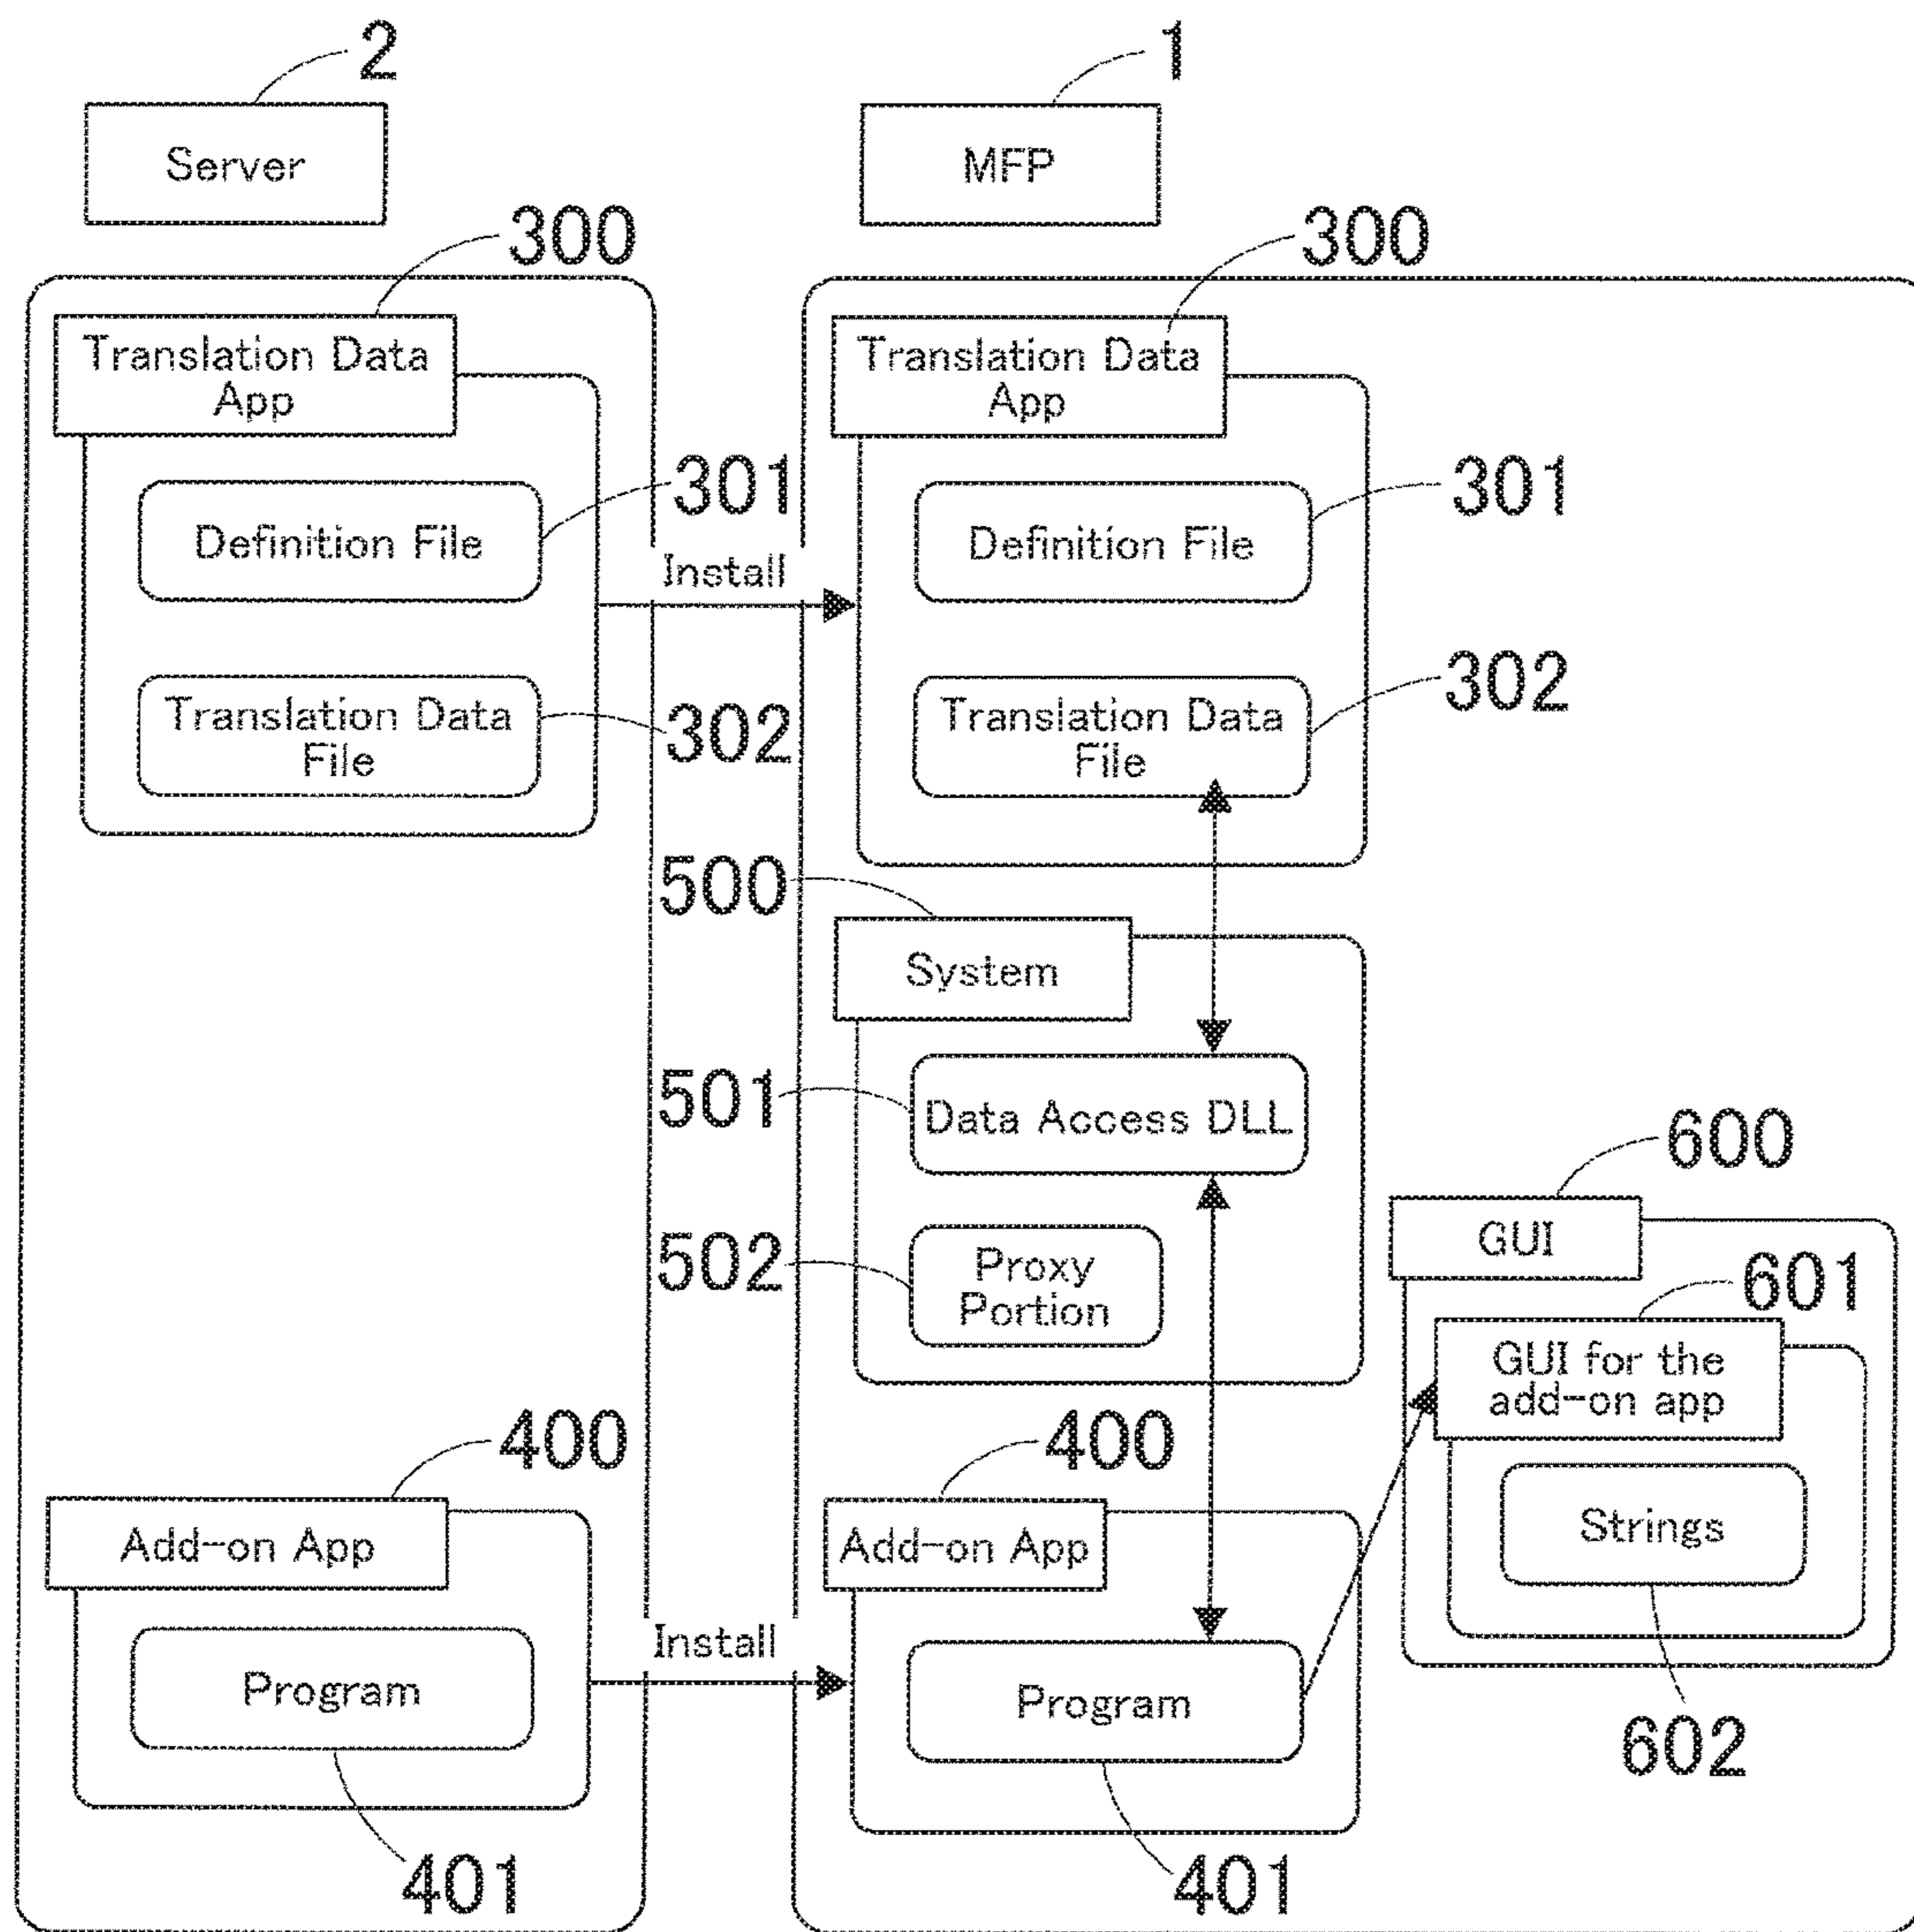 2
1
Server
MFP
300
300
Translation Data
App
Translation Data
App
301
301
Definition File
Definition File
Install
302
302
Translation Data
File
Translation Data
File
500
System
501
Data Access DLL
600
GUI
502
Proxy
Portion
601
GUI for the
add-on app
400
400
Add-on App
Add-on App
Strings
Install
Program
Program
602
401
401